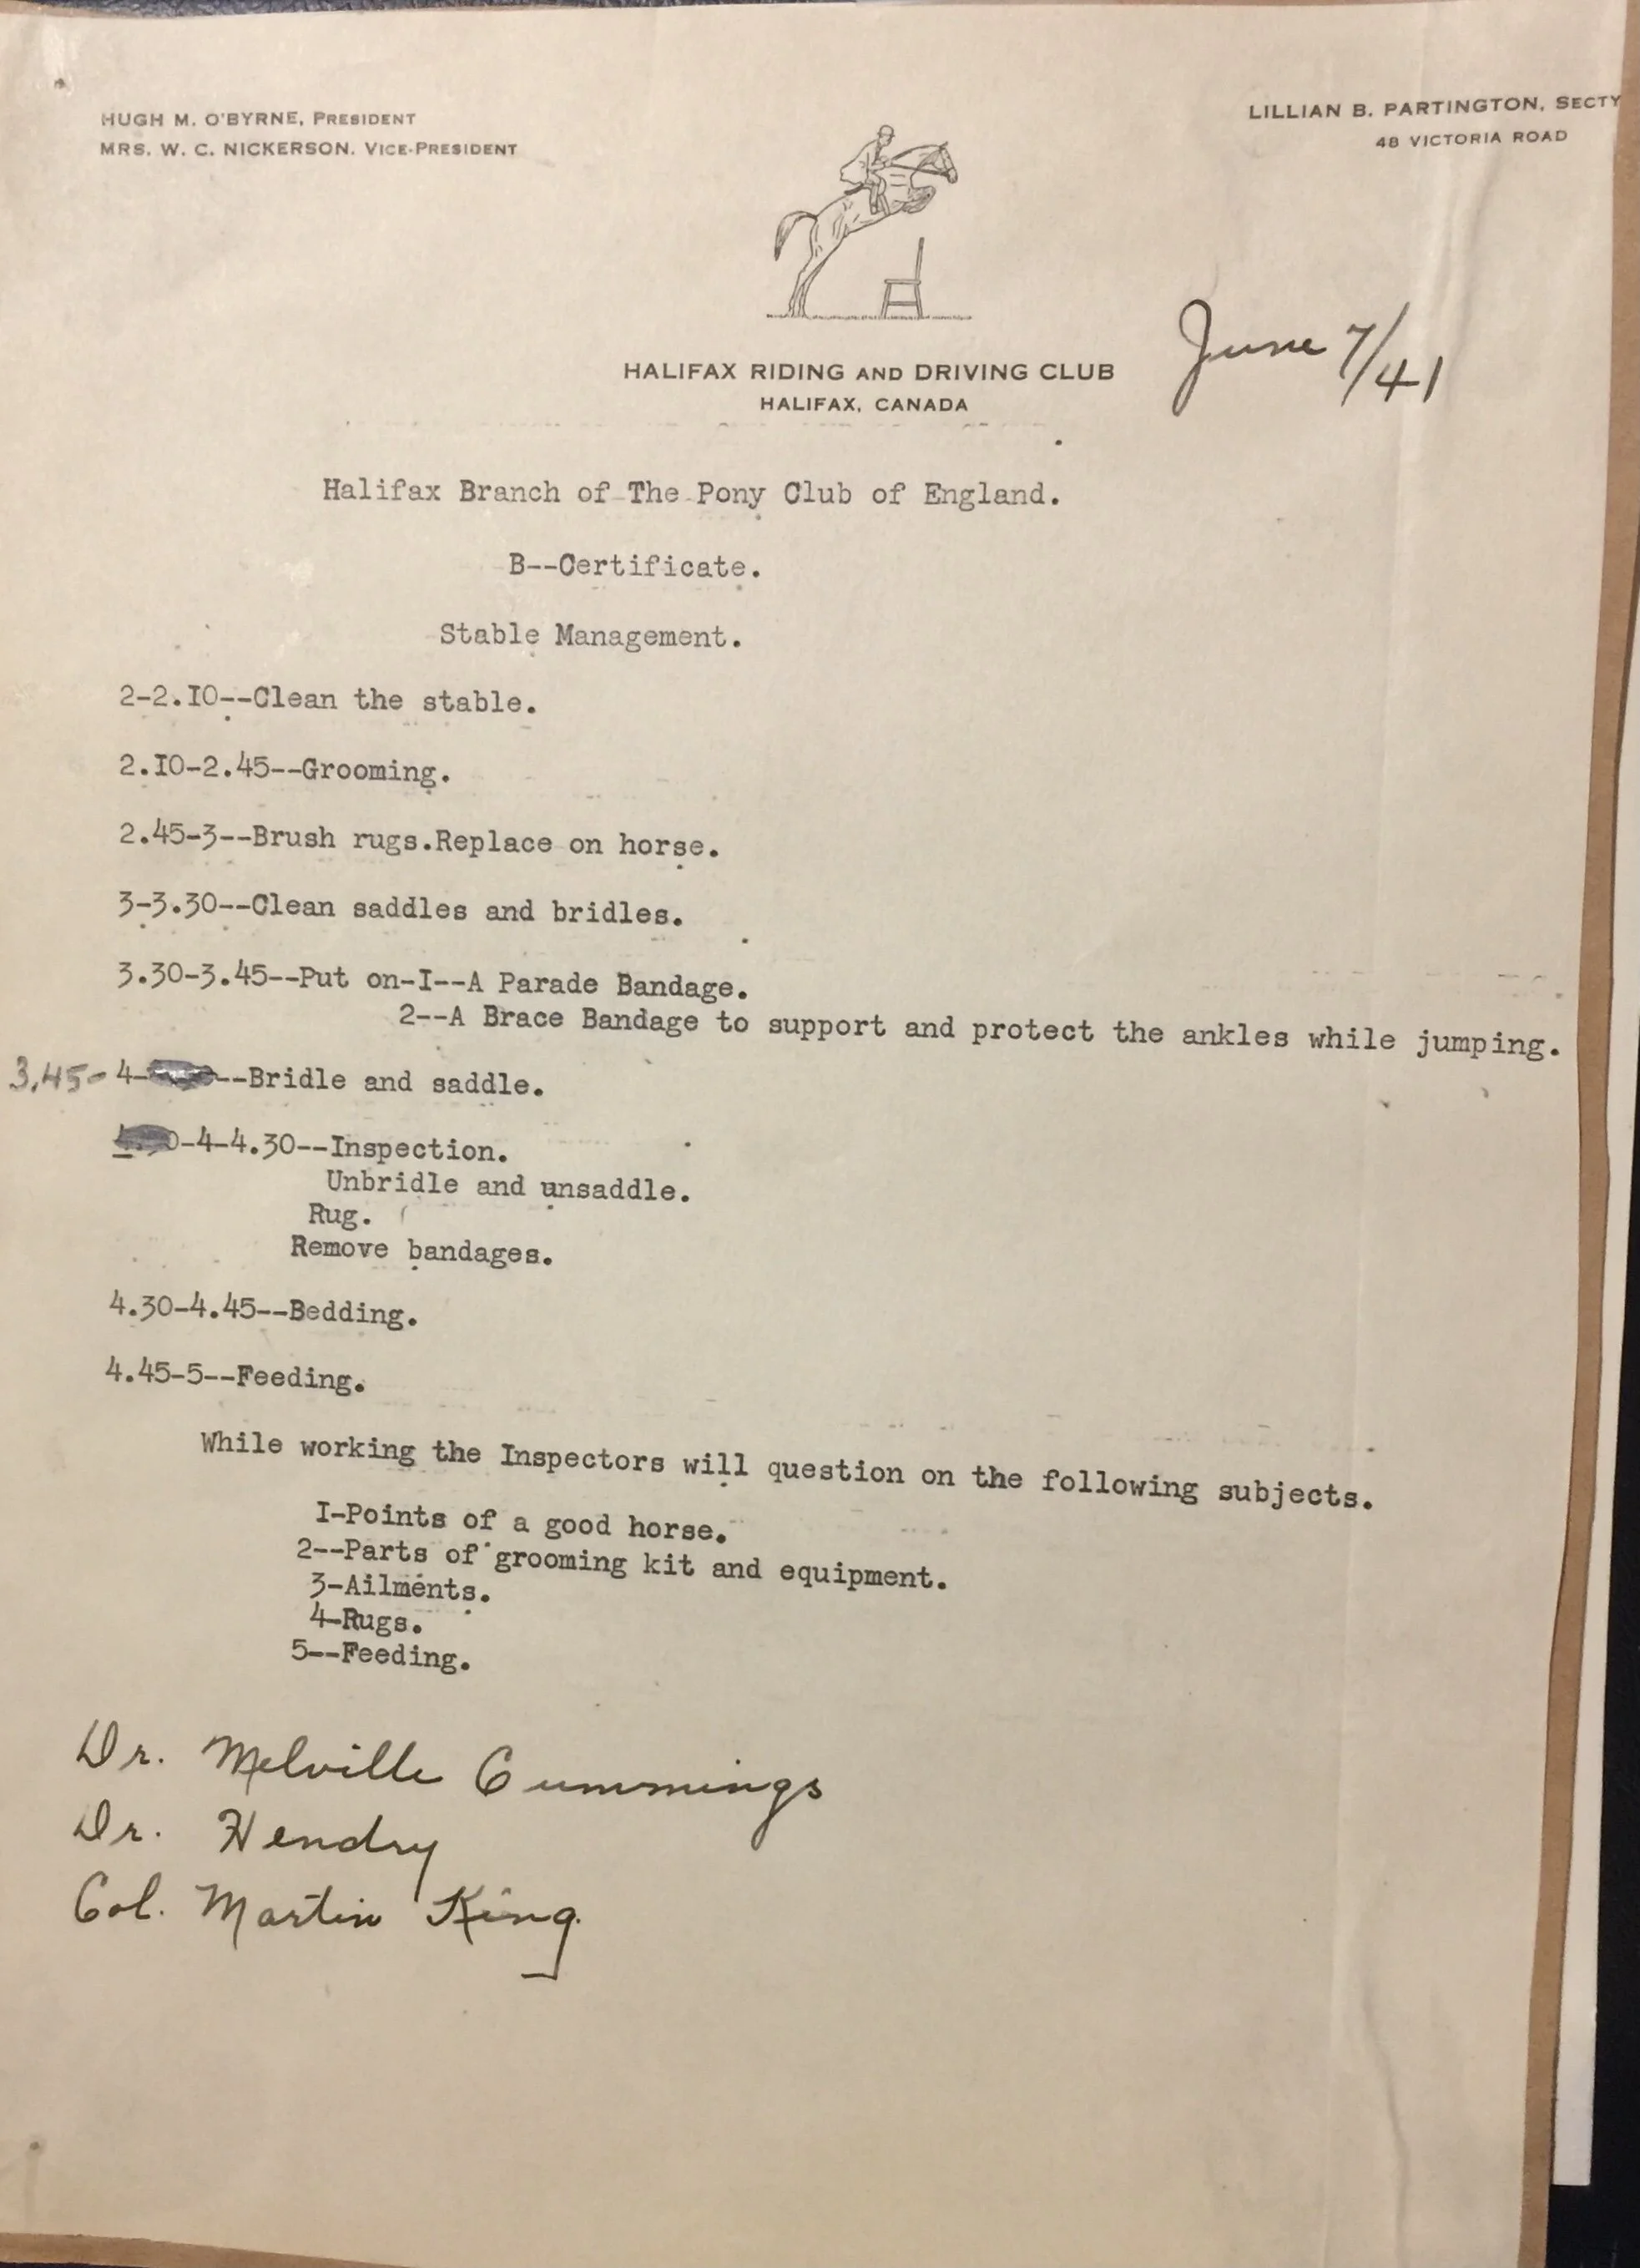 HUGH M. O'BYRNE, PRESIDENT
MRS. W. C. NICKERSON. VICE-PRESIDENT
LILLIAN B. PARTINGTON, SECTY
48 VICTORIA ROAD
HALIFAX RIDING AND DRIVING CLUB
HALIFAX, CANADA
June 7/41
Halifax Branch of The Pony Club of England.
B--Certificate.
Stable Management.
2-2.IO--Clean the stable.
2.IO-2.45--Grooming.
2.45-3--Brush rugs.Replace on horse.
3-3.30--Clean saddles and bridles.
3.30-3.45--Put on-I--A Parade Bandage.
2--A Brace Bandage to support and protect the ankles while jumping.
3.45- 4- --Bridle and saddle.
-4-4.30--Inspection.
Unbridle and unsaddle.
Rug.
Remove bandages.
4.30-4.45--Bedding.
4.45-5--Feeding.
While working the Inspectors will question on the following subjects.
I-Points of a good horse.
2--Parts of grooming kit and equipment.
3-Ailments.
4-Rugs.
5--Feeding.
Dr. Melville Cummings
Dr. Hendry
Col. Martin King.